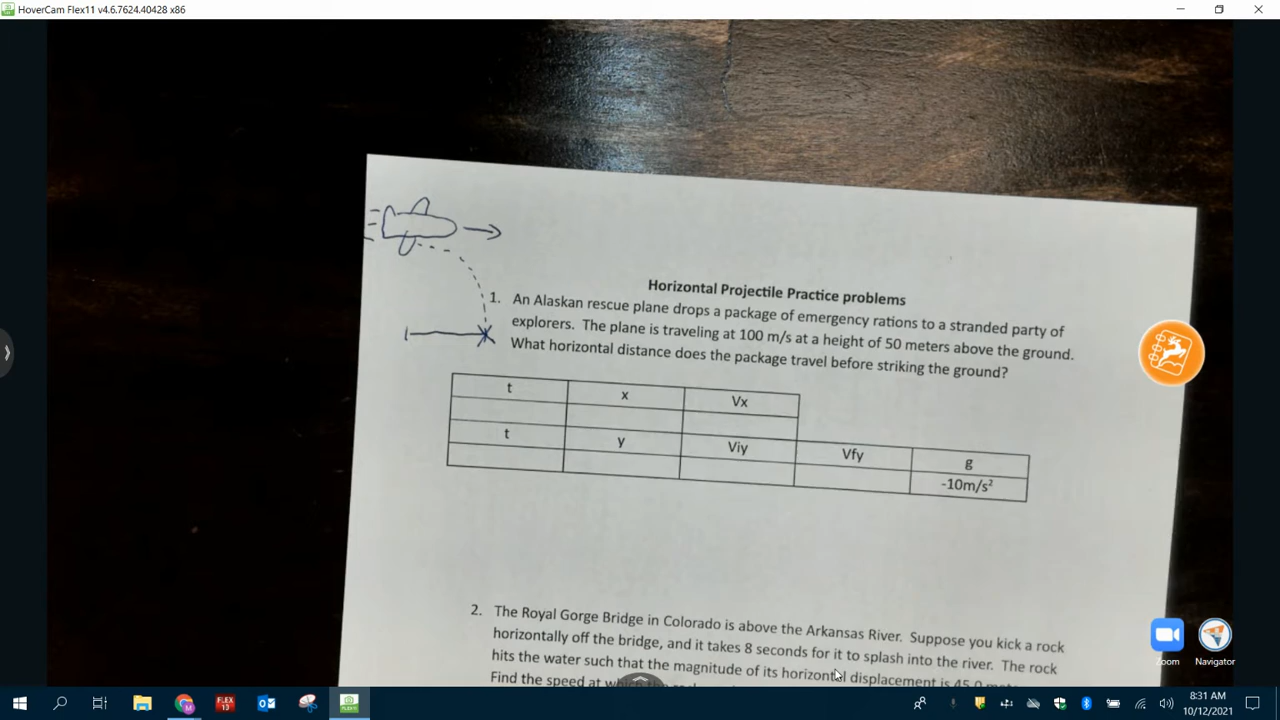 HoverCam Flex11 v4.6.7624.40428 x86
Horizontal Projectile Practice problems
1. An Alaskan rescue plane drops a package of emergency rations to a stranded party of
explorers. The plane is traveling at 100 m/s at a height of 50 meters above the ground.
What horizontal distance does the package travel before striking the ground?
t x Vx
t y Viy Vfy g
-10m/s²
2. The Royal Gorge Bridge in Colorado is above the Arkansas River. Suppose you kick a rock
horizontally off the bridge, and it takes 8 seconds for it to splash into the river. The rock
hits the water such that the magnitude of its horizontal displacement is 45.0
Find the speed at
Zoom
Navigator
FLEX
8:31 AM
10/12/2021